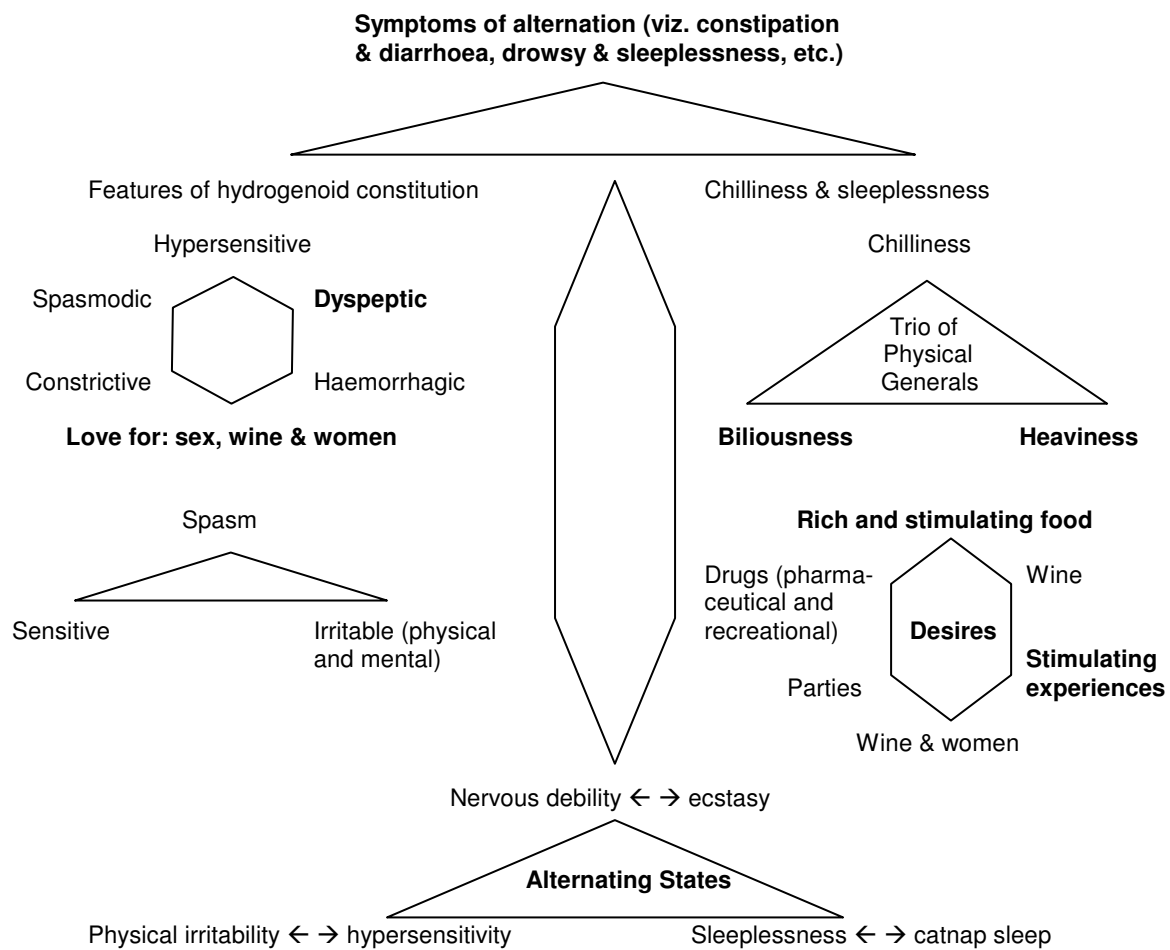 Symptoms of alternation (viz. constipation
& diarrhoea, drowsy & sleeplessness, etc.)
Features of hydrogenoid constitution
Chilliness & sleeplessness
Hypersensitive
Spasmodic
Dyspeptic
Constrictive
Haemorrhagic
Love for: sex, wine & women
Chilliness
Trio of
Physical
Generals
Biliousness
Heaviness
Spasm
Sensitive
Irritable (physical
and mental)
Rich and stimulating food
Drugs (pharma-
ceutical and
recreational)
Wine
Desires
Stimulating
experiences
Parties
Wine & women
Nervous debility ← → ecstasy
Alternating States
Physical irritability ← → hypersensitivity
Sleeplessness ← → catnap sleep